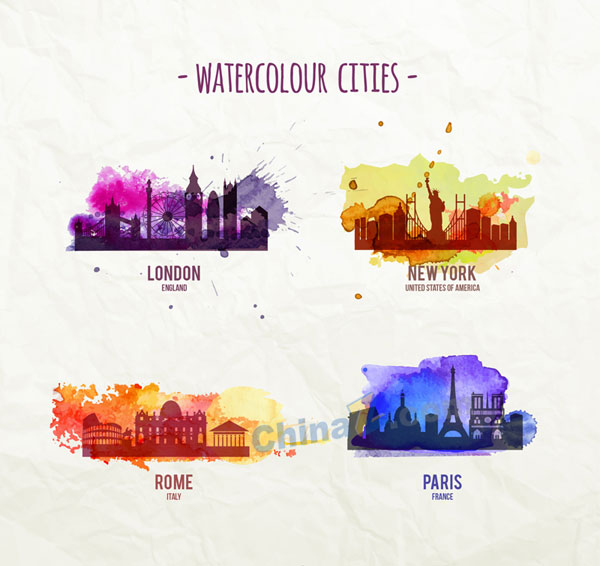 - WATERCOLOUR CITIES -
LONDON
ENGLAND
NEW YORK
UNITED STATES OF AMERICA
ROME
ITALY
PARIS
FRANCE